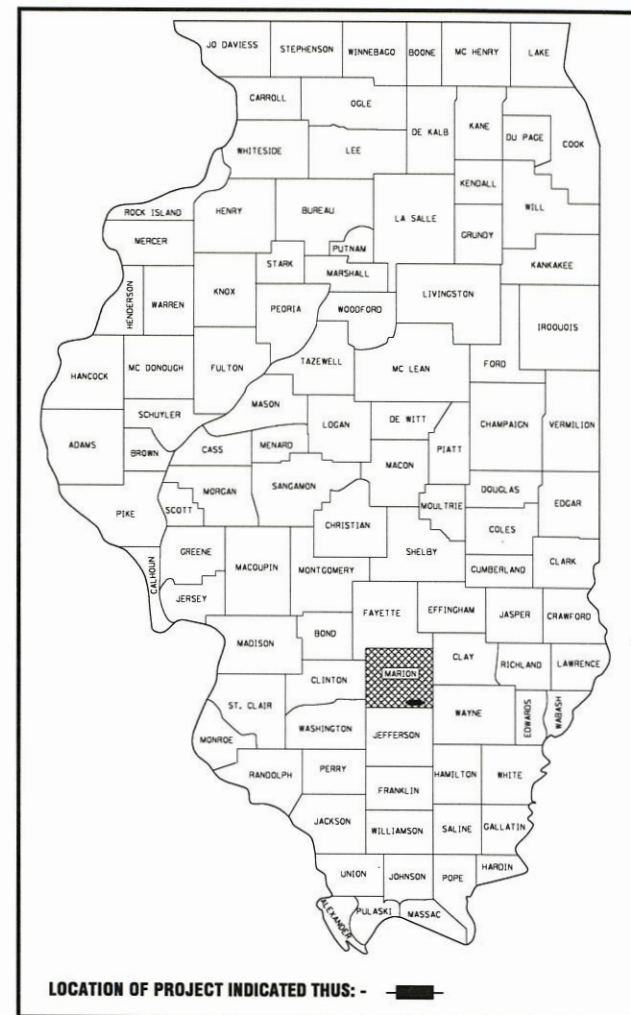 JO DAVIESS STEPHENSON WINNEBAGO BOONE MC HENRY LAKE
CARROLL OGLE DE KALB KANE DU PAGE COOK
WHITESIDE LEE
KENDALL
ROCK ISLAND HENRY BUREAU LA SALLE GRUNDY WILL
MERCER PUTNAM
STARK MARSHALL KANKAKEE
HENDERSON WARREN KNOX PEORIA WOODFORD LIVINGSTON IROQUOIS
HANCOCK MC DONOUGH FULTON TAZEWELL MC LEAN FORD
MASON
SCHUYLER LOGAN DE WITT CHAMPAIGN VERMILION
ADAMS BROWN CASS MENARD PIATT
MACON
PIKE SCOTT MORGAN SANGAMON MOULTRIE DOUGLAS EDGAR
CHRISTIAN COLES
GREENE SHELBY
CALHOUN MACOUPIN MONTGOMERY CUMBERLAND CLARK
JERSEY
FAYETTE EFFINGHAM JASPER CRAWFORD
MADISON BOND
CLAY RICHLAND LAWRENCE
CLINTON MARION
ST. CLAIR WAYNE EDWARDS WABASH
MONROE WASHINGTON JEFFERSON
RANDOLPH PERRY HAMILTON WHITE
FRANKLIN
JACKSON WILLIAMSON SALINE GALLATIN
UNION JOHNSON POPE HARDIN
ALEXANDER PULASKI MASSAC
LOCATION OF PROJECT INDICATED THUS: -